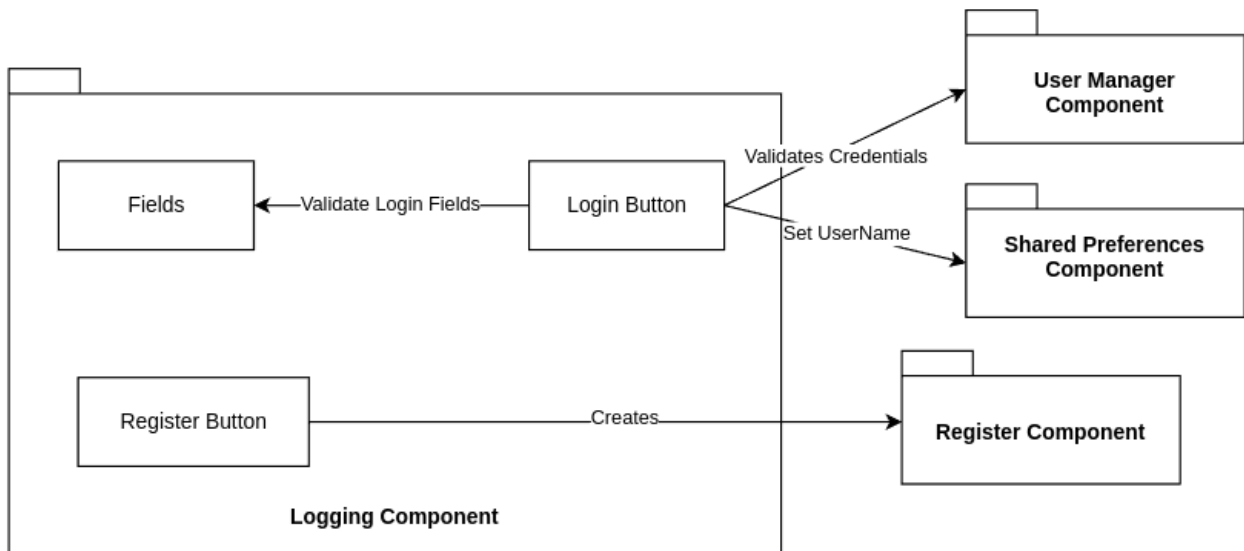 User Manager
Component
Validates Credentials
Fields
Validate Login Fields
Login Button
Set UserName
Shared Preferences
Component
Register Button
Creates
Register Component
Logging Component